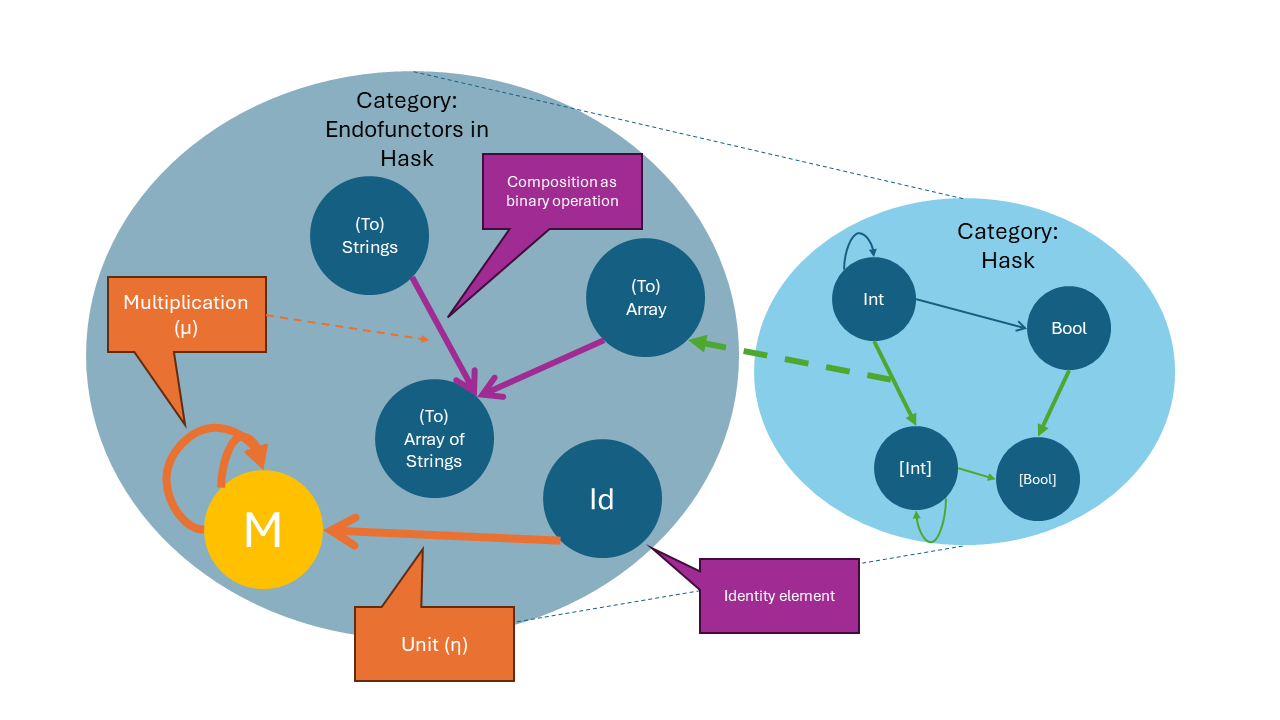 Category:
Endofunctors in
Hask
Composition as
binary operation
(To)
Strings
(To)
Array
Multiplication
(μ)
(To)
Array of
Strings
Id
M
Unit (η)
Identity element
Category:
Hask
Int
Bool
[Int]
[Bool]